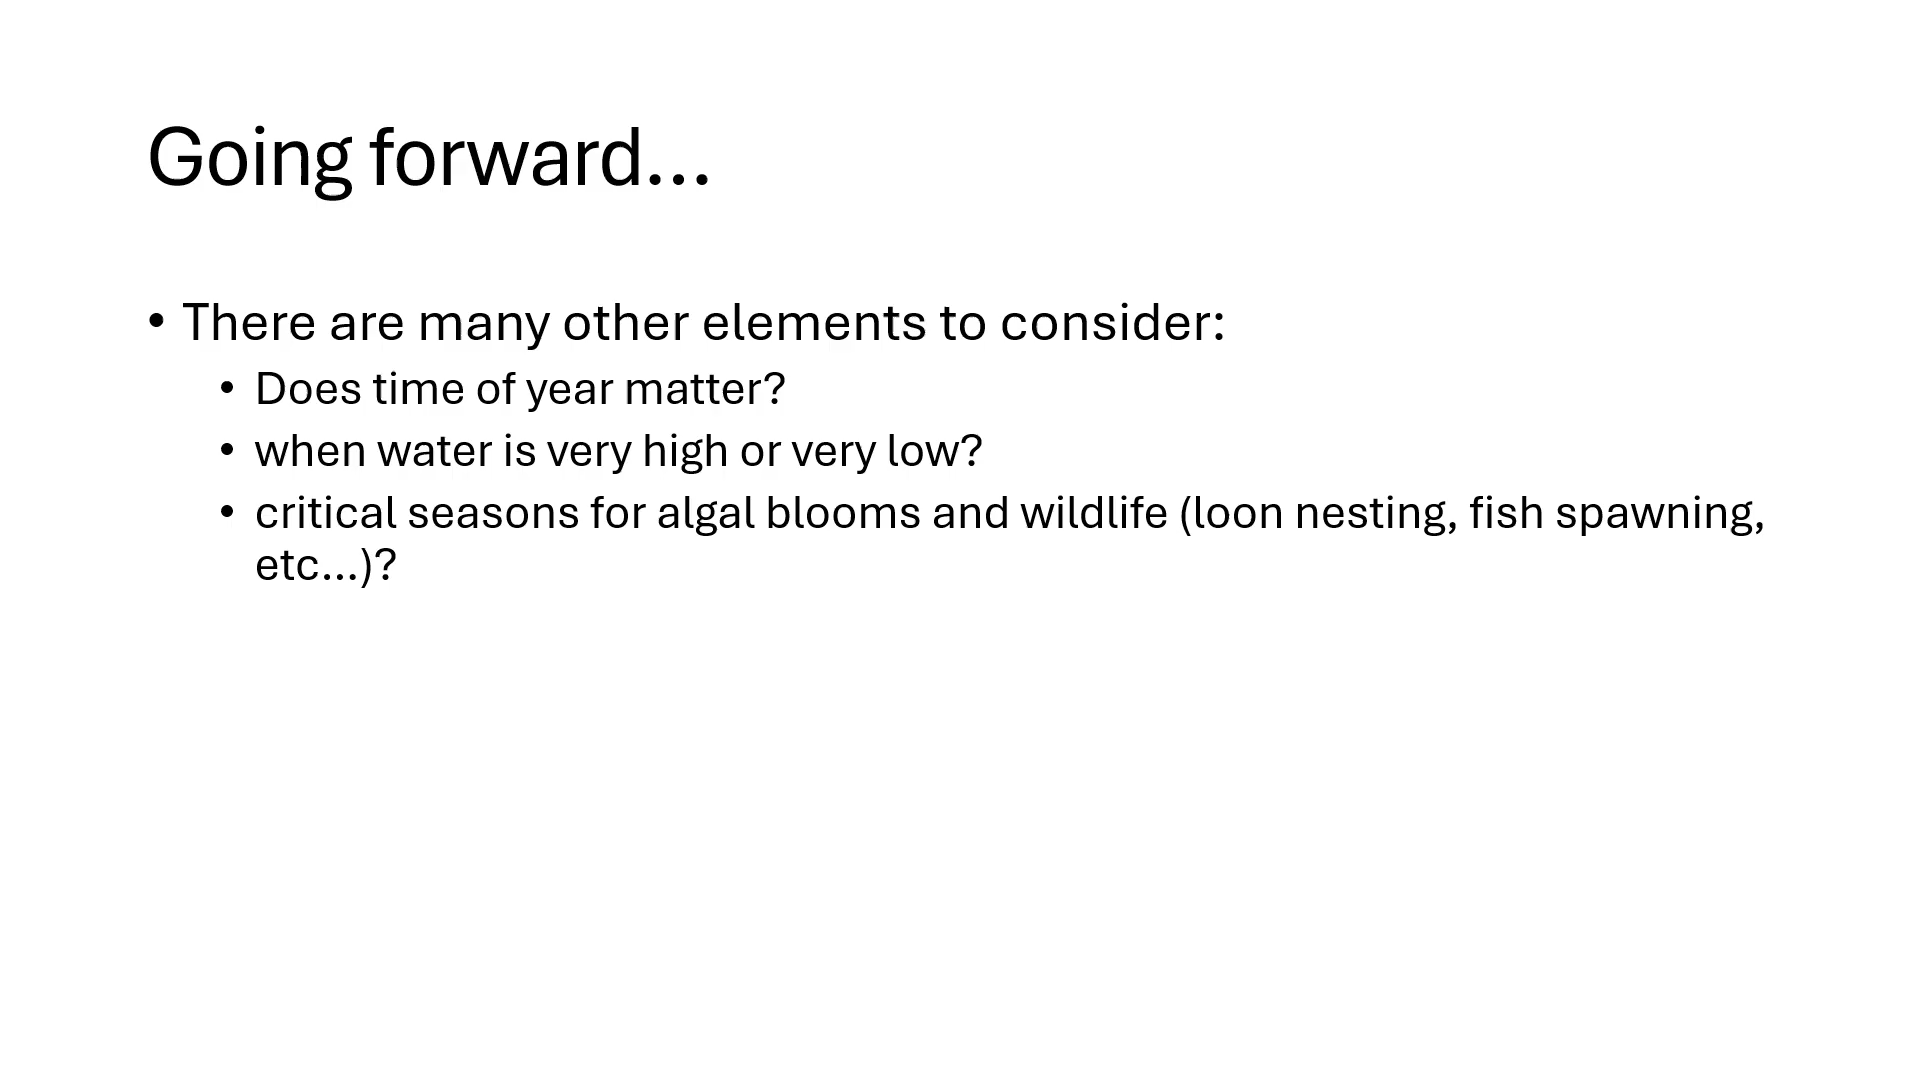 Going forward...
• There are many other elements to consider:
• Does time of year matter?
• when water is very high or very low?
• critical seasons for algal blooms and wildlife (loon nesting, fish spawning,
etc...)?